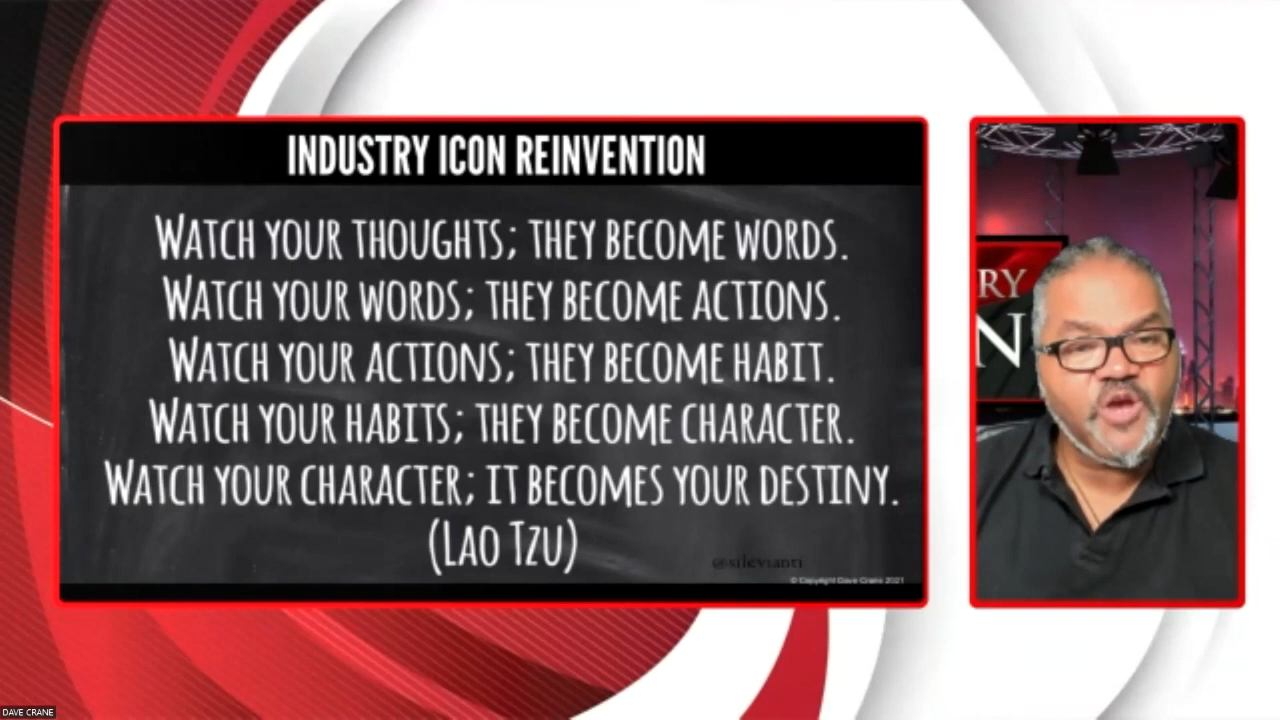 INDUSTRY ICON REINVENTION
WATCH YOUR THOUGHTS; THEY BECOME WORDS.
WATCH YOUR WORDS; THEY BECOME ACTIONS.
WATCH YOUR ACTIONS; THEY BECOME HABIT.
WATCH YOUR HABITS; THEY BECOME CHARACTER.
WATCH YOUR CHARACTER; IT BECOMES YOUR DESTINY.
(LAO TZU)
@silevianti
© Copyright Dave Crane 2021
RY
N
DAVE CRANE